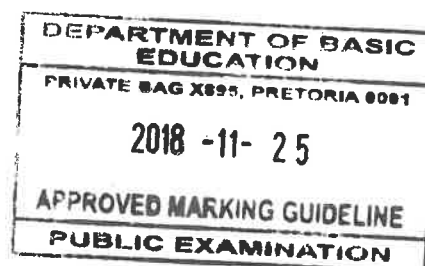 DEPARTMENT OF BASIC
EDUCATION
PRIVATE BAG X895, PRETORIA 0001
2018 -11- 25
APPROVED MARKING GUIDELINE
PUBLIC EXAMINATION